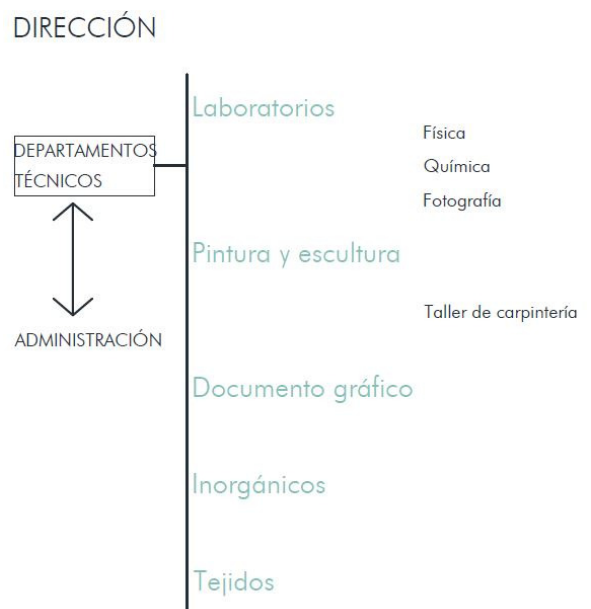 DIRECCIÓN
Laboratorios
Física
DEPARTAMENTOS
Química
TÉCNICOS
Fotografía
Pintura y escultura
Taller de carpintería
ADMINISTRACIÓN
Documento gráfico
Inorgánicos
Tejidos